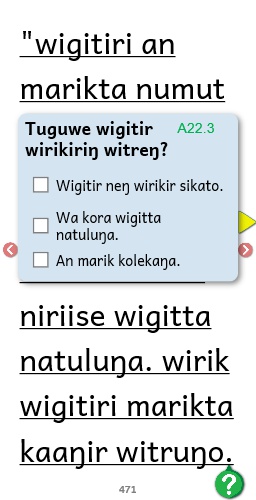 "wigitiri an
marikta numut
Tuguwe wigitir A22.3
wirikiriŋ witreŋ?
Wigitir neŋ wirikir sikato.
Wa kora wigitta
natuluŋa.
An marik kolekaŋa.
niriise wigitta
natuluŋa. wirik
wigitiri marikta
kaaŋir witruŋo.
471
?